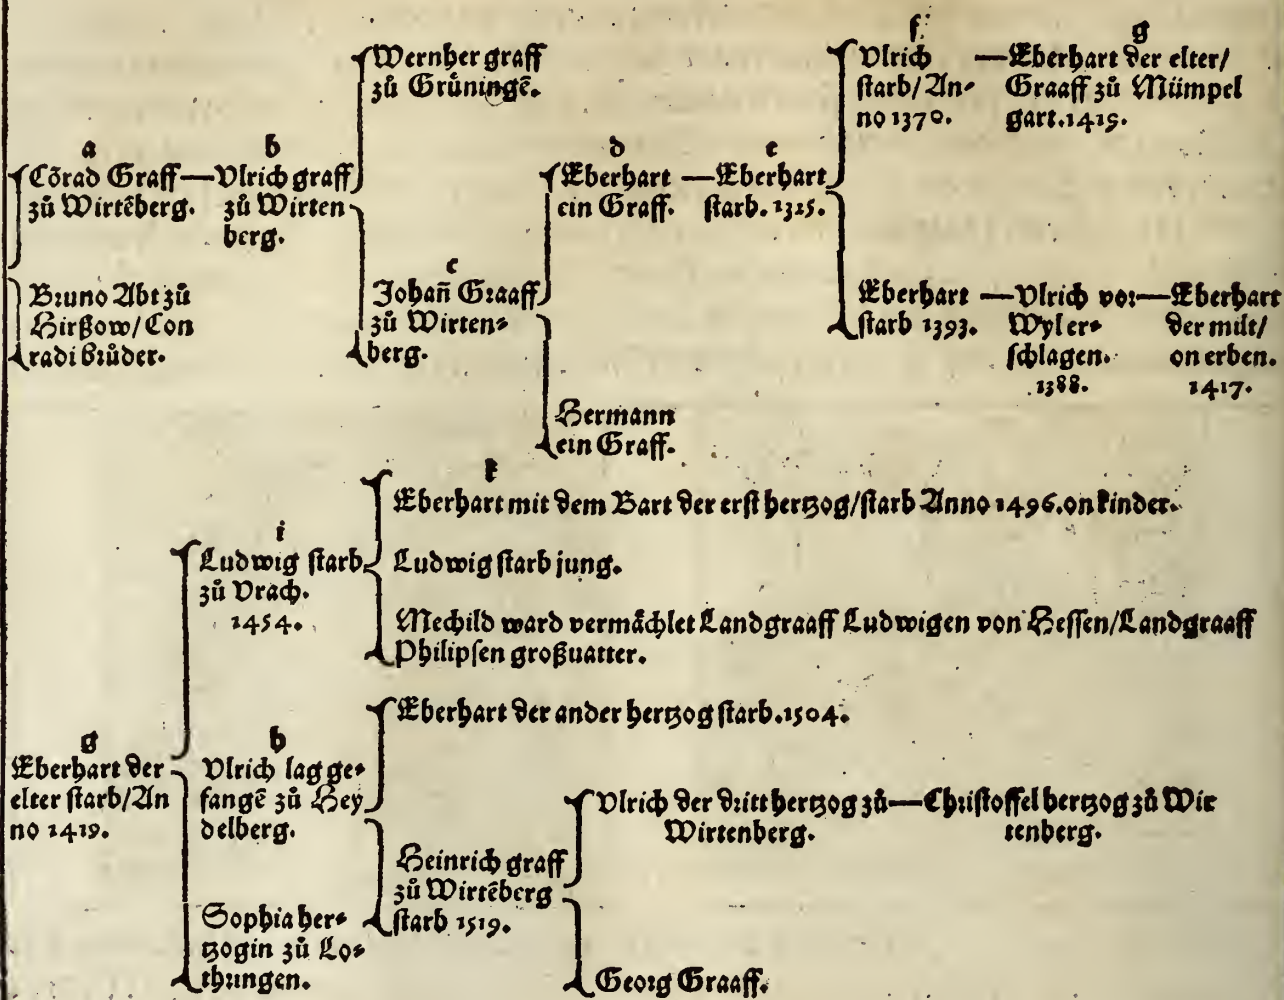 a
Cõrad Graff
zů Wirtẽberg.
Bruno Abt zů
Hirßow/Con
radi Brůder.
b
Vlrich graff
zů Wirten
berg.
Wernher graff
zů Grůningẽ.
c
Johañ Graaff
zů Wirten-
berg.
d
Eberhart
ein Graff.
Hermann
ein Graff.
e
Eberhart
starb. 1325.
f
Vlrich
starb/An-
no 1370.
g
Eberhart der elter/
Graaff zů Mümpel
gart. 1419.
Eberhart
starb 1393.
Vlrich vor
Wyl er-
schlagen.
1388.
Eberhart
der milt/
on erben.
1417.
g
Eberhart der
elter starb/An
no 1419.
i
Ludwig starb
zů Vrach.
1454.
k
Eberhart mit dem Bart der erst hertzog/starb Anno 1496. on kinder.
Ludwig starb jung.
Mechild ward vermåchlet Landgraaff Ludwigen von Hessen/Landgraaff
Philipsen großuatter.
h
Vlrich lag ge-
fangẽ zů Hey
delberg.
Eberhart der ander hertzog starb. 1504.
Heinrich graff
zů Wirtẽberg
starb 1519.
Vlrich der dritt hertzog zů
Wirtenberg.
Christoffel hertzog zů Wir
tenberg.
Georg Graaff.
Sophia her-
tzogin zů Lo-
thringen.